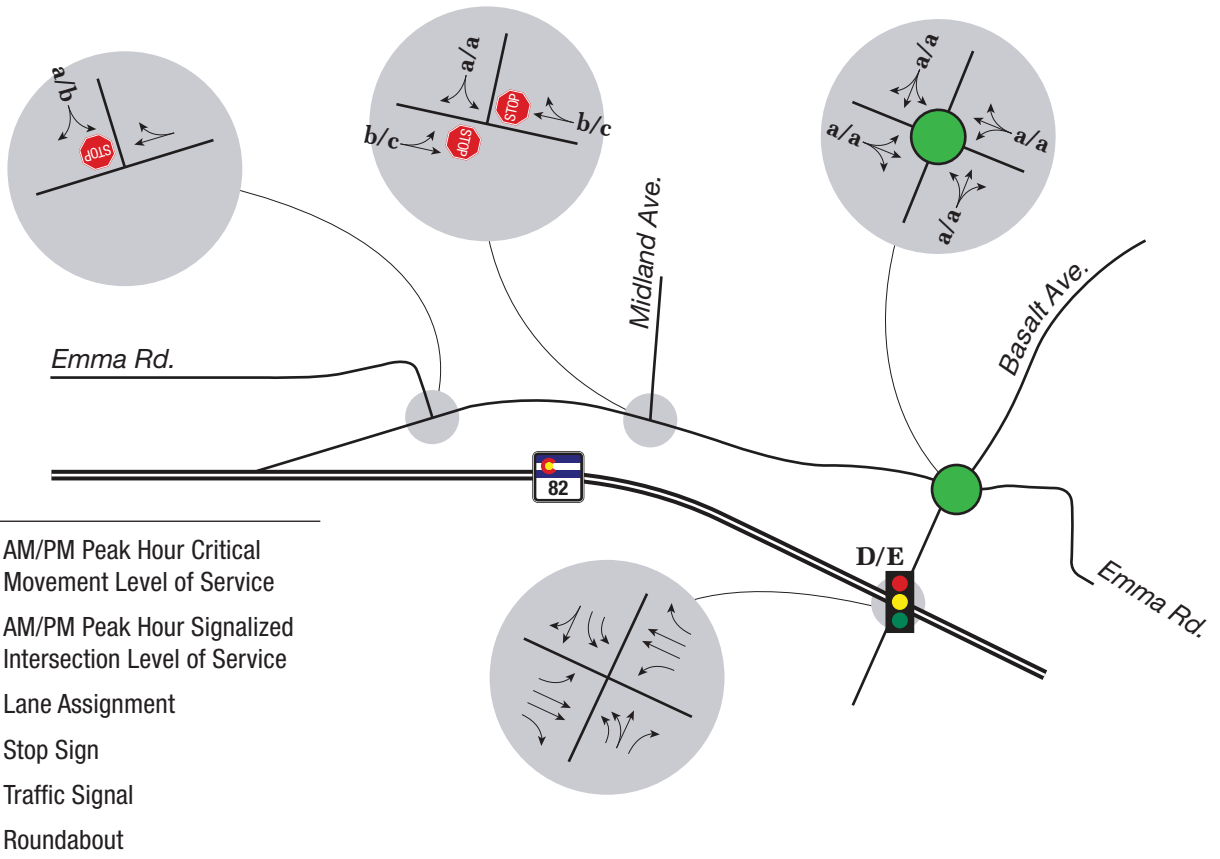 a/b
STOP
a/a
STOP
b/c
STOP
b/c
a/a
a/a
a/a
a/a
Midland Ave.
Basalt Ave.
Emma Rd.
82
D/E
Emma Rd.
AM/PM Peak Hour Critical
Movement Level of Service
AM/PM Peak Hour Signalized
Intersection Level of Service
Lane Assignment
Stop Sign
Traffic Signal
Roundabout